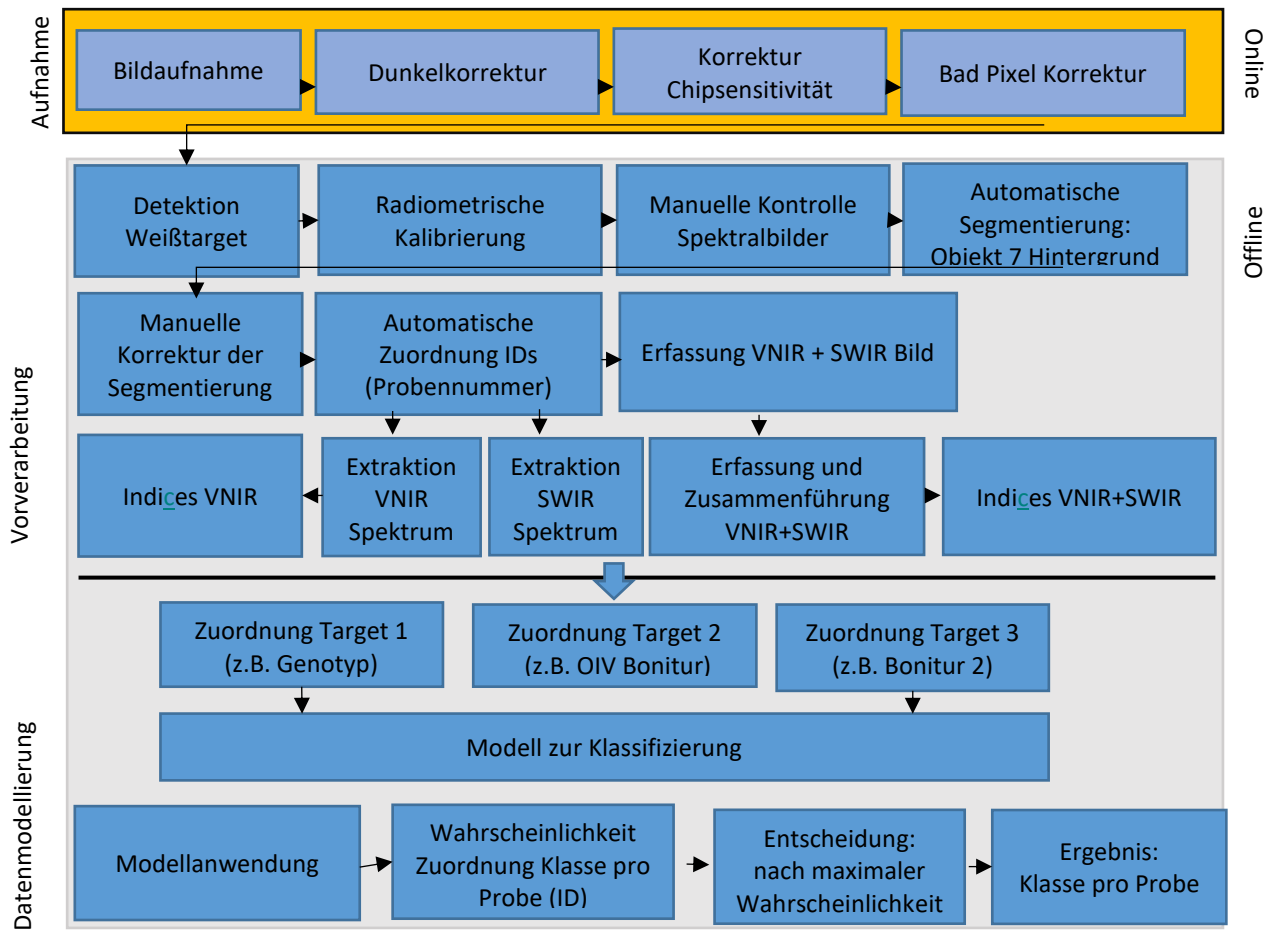 Aufnahme
Online
Bildaufnahme
Dunkelkorrektur
Korrektur
Chipsensitivität
Bad Pixel Korrektur
Offline
Detektion
Weißtarget
Radiometrische
Kalibrierung
Manuelle Kontrolle
Spektralbilder
Automatische
Segmentierung:
Objekt 7 Hintergrund
Vorverarbeitung
Manuelle
Korrektur der
Segmentierung
Automatische
Zuordnung IDs
(Probennummer)
Erfassung VNIR + SWIR Bild
Indices VNIR
Extraktion
VNIR
Spektrum
Extraktion
SWIR
Spektrum
Erfassung und
Zusammenführung
VNIR+SWIR
Indices VNIR+SWIR
Datenmodellierung
Zuordnung Target 1
(z.B. Genotyp)
Zuordnung Target 2
(z.B. OIV Bonitur)
Zuordnung Target 3
(z.B. Bonitur 2)
Modell zur Klassifizierung
Modellanwendung
Wahrscheinlichkeit
Zuordnung Klasse pro
Probe (ID)
Entscheidung:
nach maximaler
Wahrscheinlichkeit
Ergebnis:
Klasse pro Probe